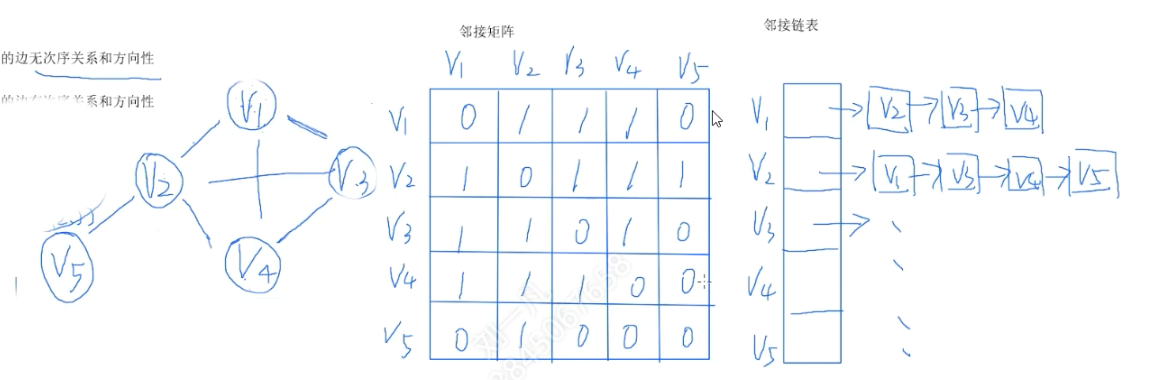 的边无次序关系和方向性
的边有次序关系和方向性
V1
V2
V3
V4
V5
邻接矩阵
V1 V2 V3 V4 V5
V1 0 1 1 1 0
V2 1 0 1 1 1
V3 1 1 0 1 0
V4 1 1 1 0 0
V5 0 1 0 0 0
邻接链表
V1 V2 V3 V4
V2 V1 V3 V4 V5
V3
V4
V5